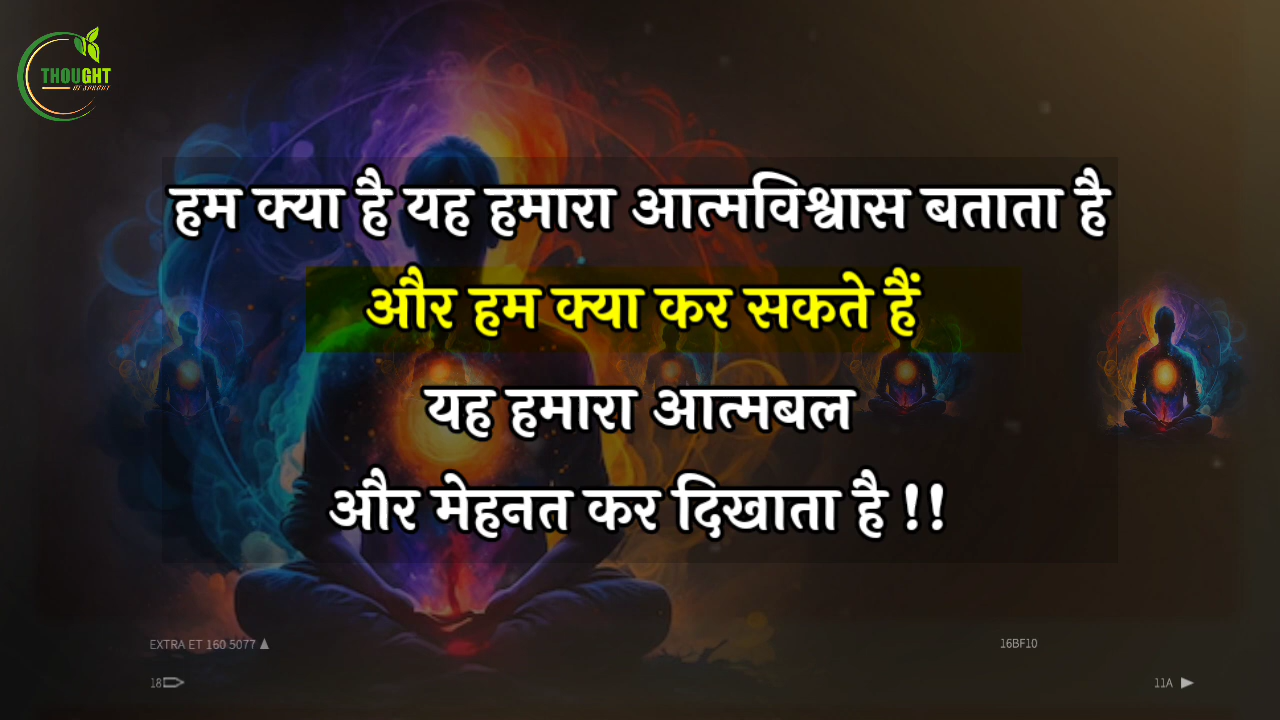 THOUGHT
हम क्या है यह हमारा आत्मविश्वास बताता है
और हम क्या कर सकते हैं
यह हमारा आत्मबल
और मेहनत कर दिखाता है !!
EXTRA ET 160 5077 ▲
16BF10
18
11A ▶